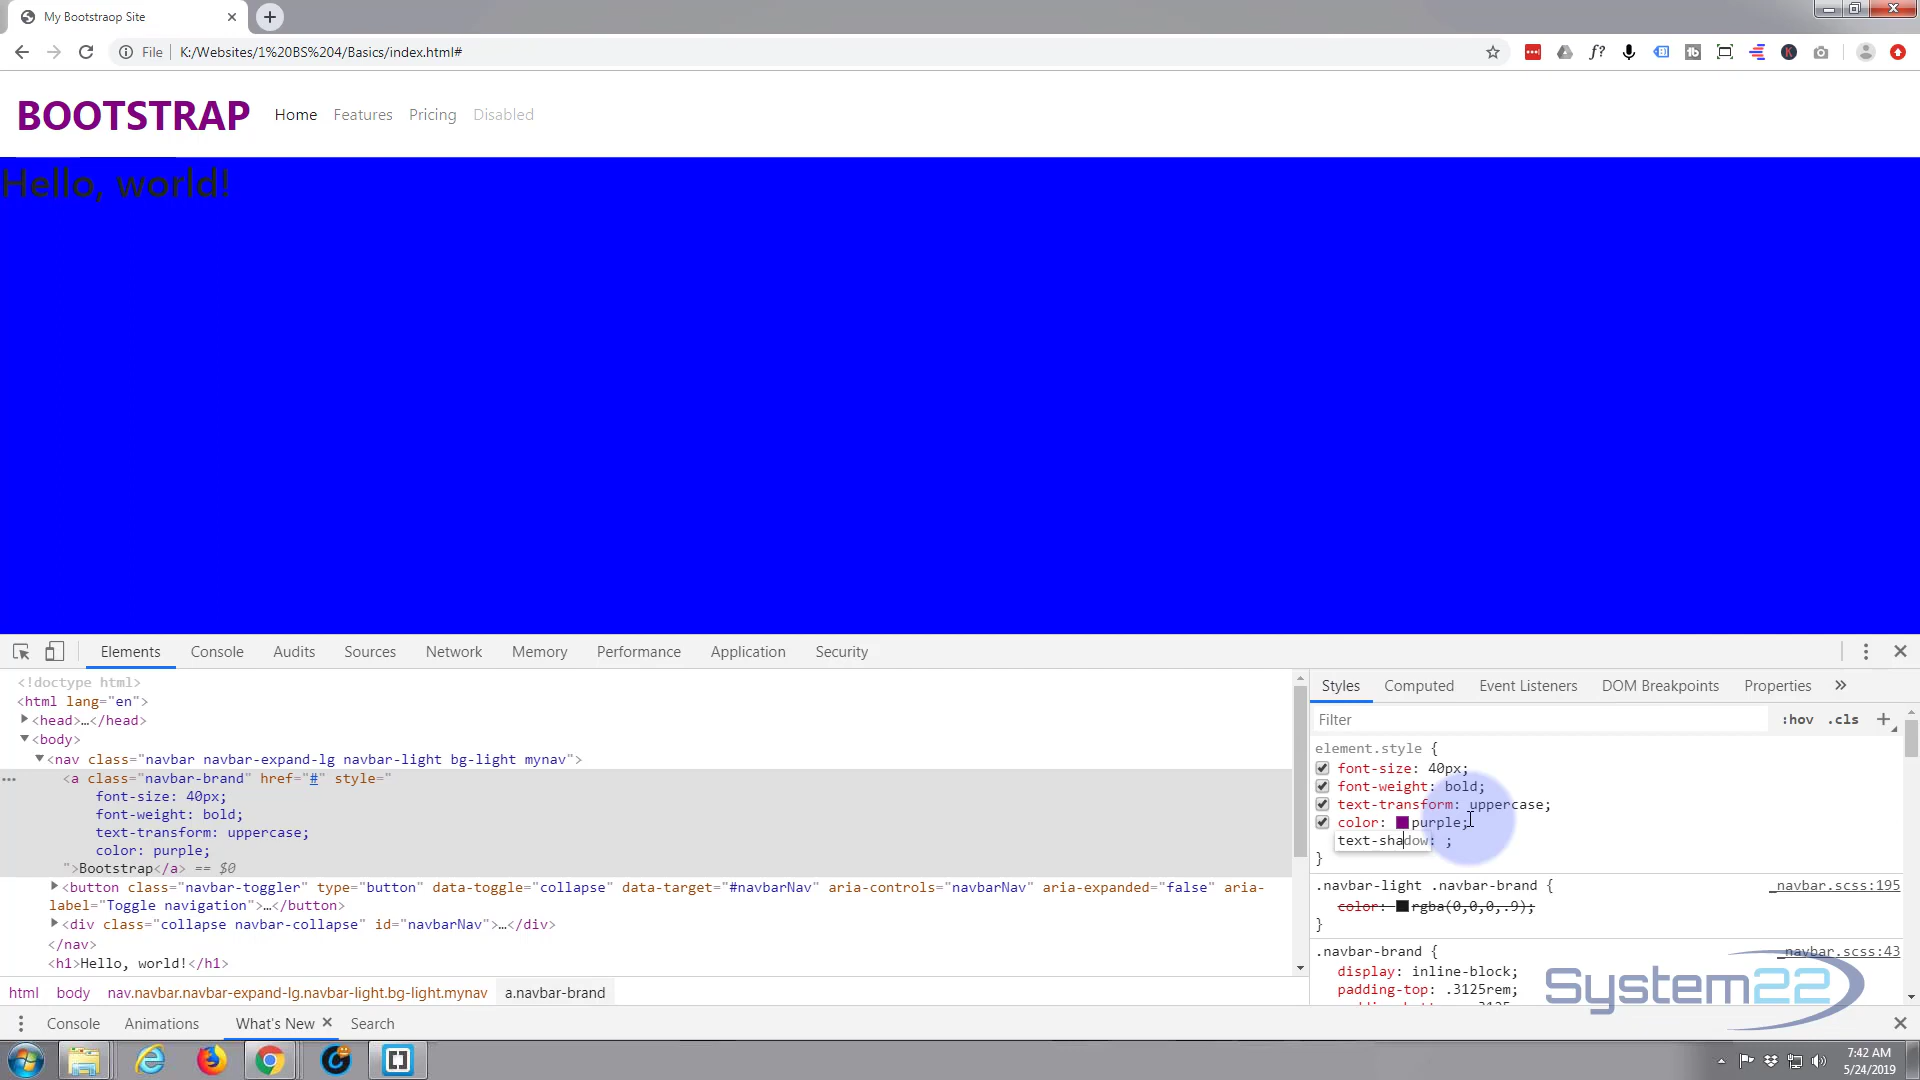 My Bootstraop Site
File K:/Websites/1%20BS%204/Basics/index.html#
BOOTSTRAP Home Features Pricing Disabled
Hello, world!
Elements Console Audits Sources Network Memory Performance Application Security
<!doctype html>
<html lang="en">
<head>…</head>
<body>
<nav class="navbar navbar-expand-lg navbar-light bg-light mynav">
<a class="navbar-brand" href="#" style="
font-size: 40px;
font-weight: bold;
text-transform: uppercase;
color: purple;
">Bootstrap</a> == $0
<button class="navbar-toggler" type="button" data-toggle="collapse" data-target="#navbarNav" aria-controls="navbarNav" aria-expanded="false" aria-
label="Toggle navigation">…</button>
<div class="collapse navbar-collapse" id="navbarNav">…</div>
</nav>
<h1>Hello, world!</h1>
html body nav.navbar.navbar-expand-lg.navbar-light.bg-light.mynav a.navbar-brand
Styles Computed Event Listeners DOM Breakpoints Properties »
Filter :hov .cls +
element.style {
font-size: 40px;
font-weight: bold;
text-transform: uppercase;
color: purple;
text-shadow: ;
}
.navbar-light .navbar-brand { _navbar.scss:195
color: rgba(0,0,0,.9);
}
.navbar-brand { _navbar.scss:43
display: inline-block;
padding-top: .3125rem;
System22
Console Animations What's New Search
7:42 AM
5/24/2019